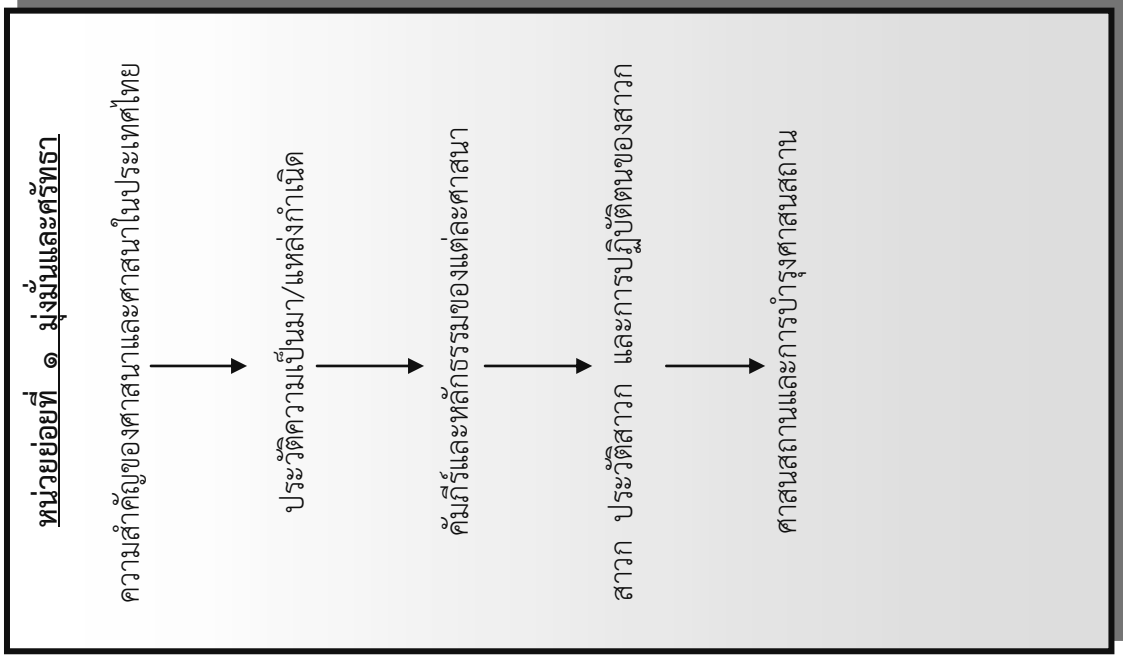 หน่วยย่อยที่ ๑ มุ่งมั่นและศรัทธา
ความสำคัญของศาสนาและศาสนาในประเทศไทย
ประวัติความเป็นมา/แหล่งกำเนิด
คัมภีร์และหลักธรรมของแต่ละศาสนา
สาวก ประวัติสาวก และการปฏิบัติตนของสาวก
ศาสนสถานและการบำรุงศาสนสถาน